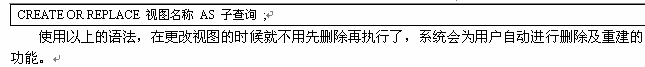 CREATE OR REPLACE 视图名称 AS 子查询 ;
使用以上的语法，在更改视图的时候就不用先删除再执行了，系统会为用户自动进行删除及重建的
功能。